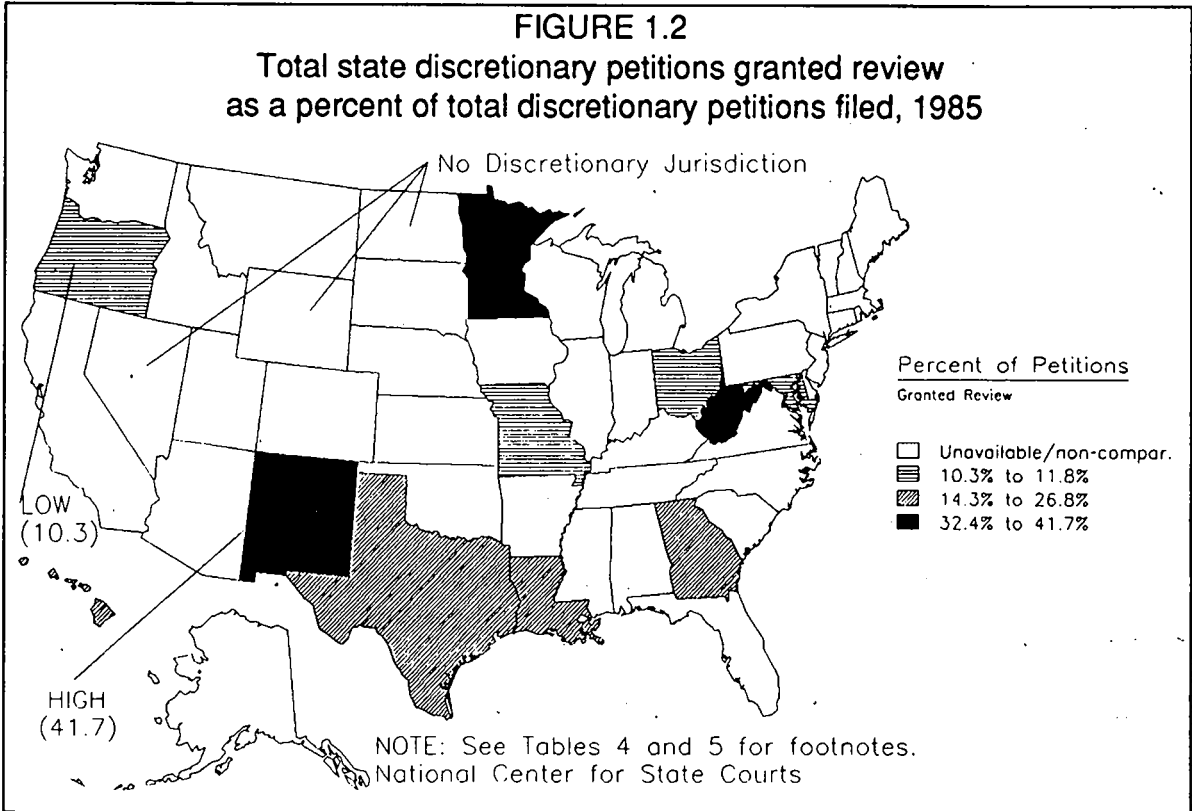 FIGURE 1.2
Total state discretionary petitions granted review
as a percent of total discretionary petitions filed, 1985
No Discretionary Jurisdiction
Percent of Petitions
Granted Review
Unavailable/non-compar.
10.3% to 11.8%
14.3% to 26.8%
32.4% to 41.7%
LOW
(10.3)
HIGH
(41.7)
NOTE: See Tables 4 and 5 for footnotes.
National Center for State Courts